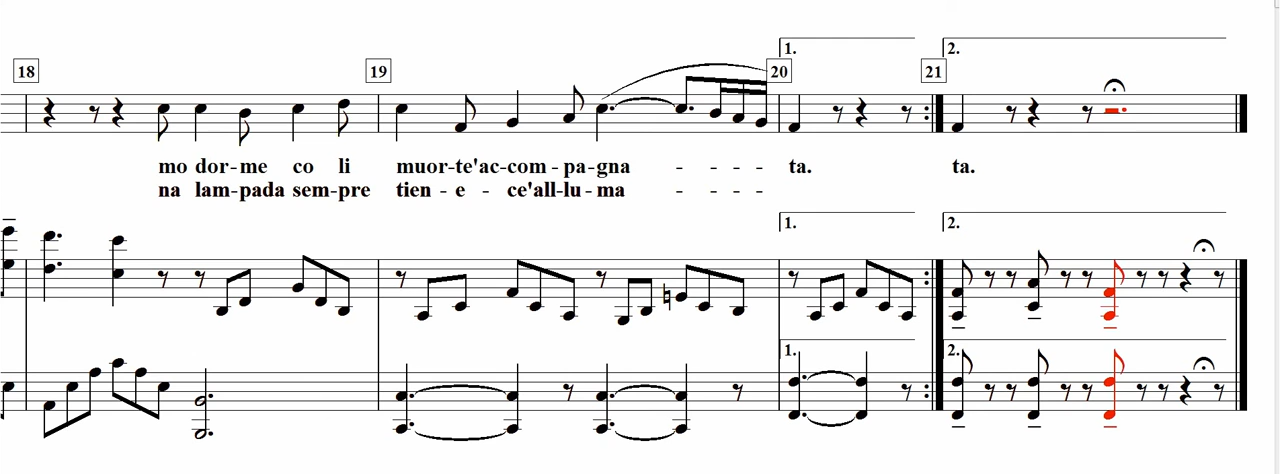 1. 2.
18 19 20 21
mo dor-me co li muor-te'ac-com-pa-gna - - - - ta. ta.
na lam-pada sem-pre tien - e - ce'all-lu-ma - - - -
1. 2.
1. 2.